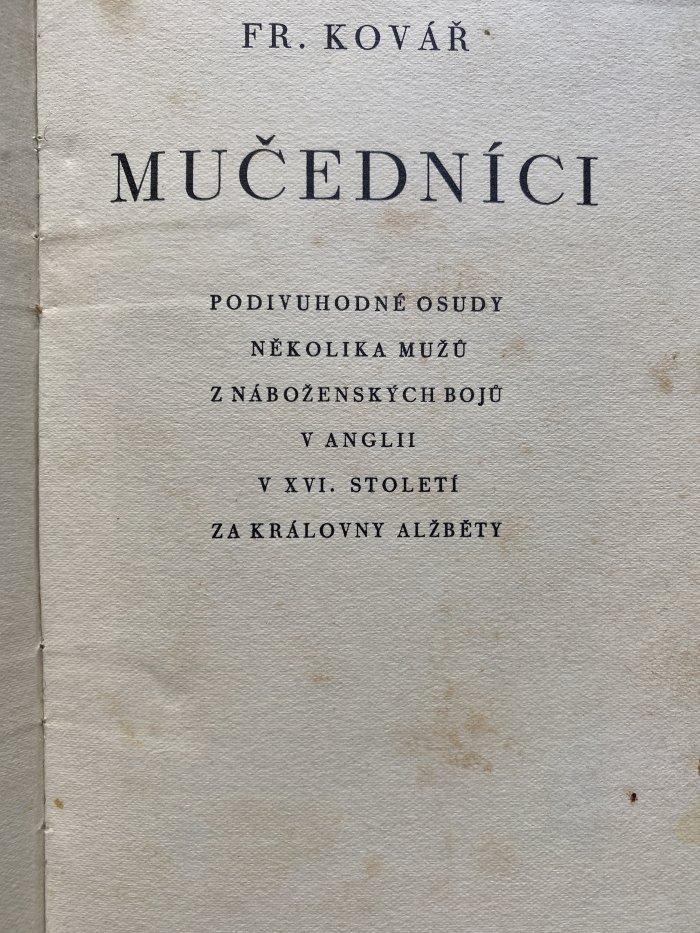 FR. KOVÁŘ
MUČEDNÍCI
PODIVUHODNÉ OSUDY
NĚKOLIKA MUŽŮ
Z NÁBOŽENSKÝCH BOJŮ
V ANGLII
V XVI. STOLETÍ
ZA KRÁLOVNY ALŽBĚTY